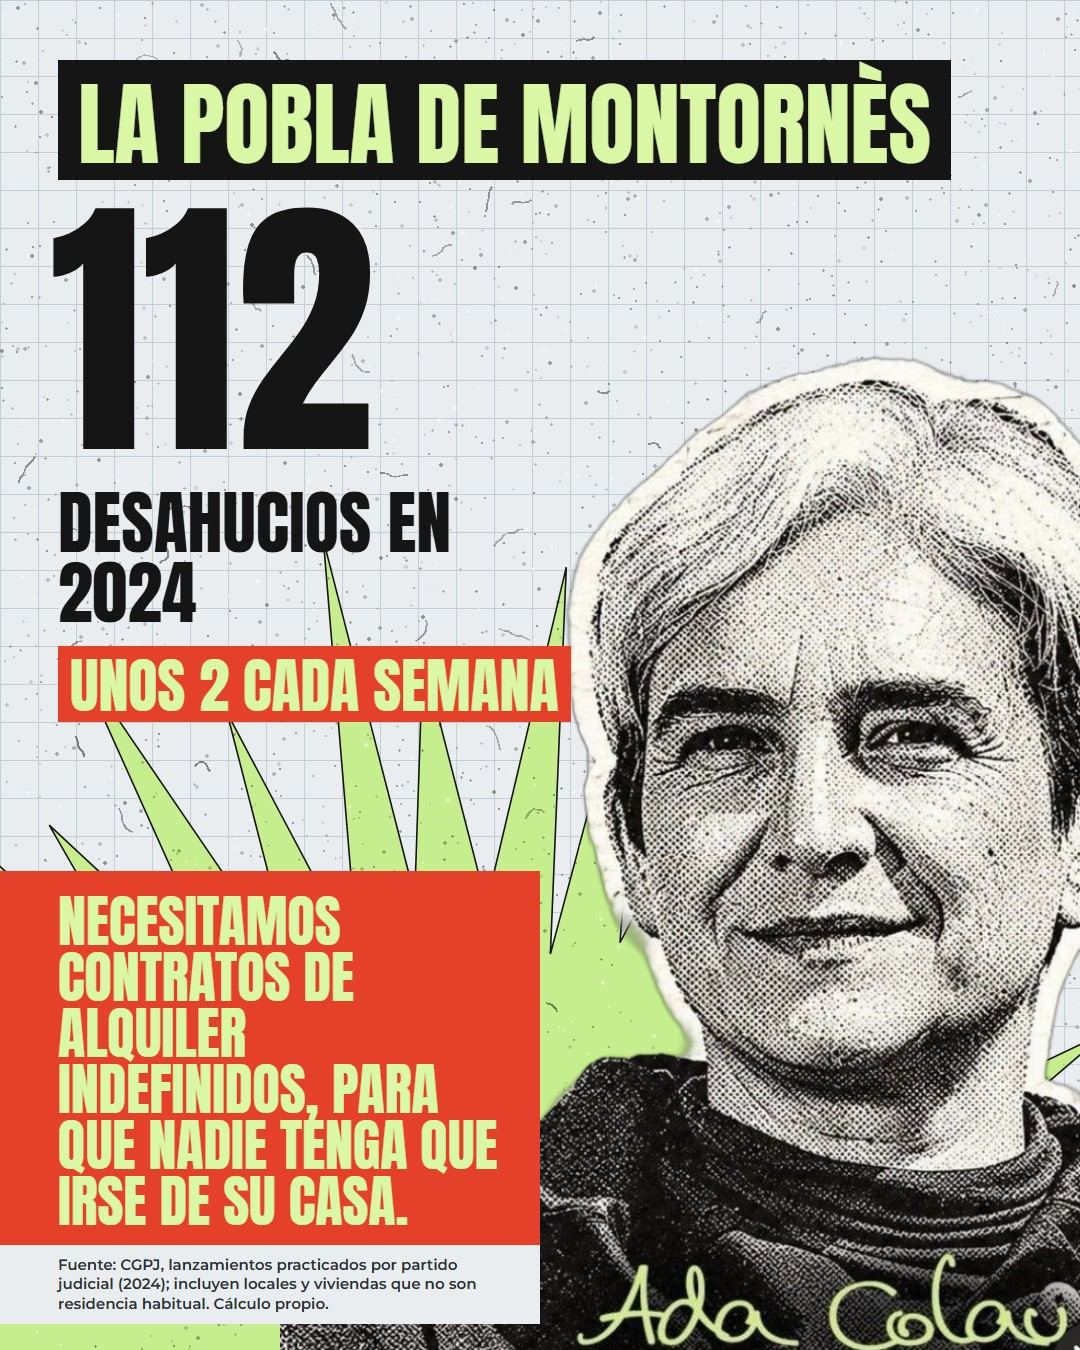 LA POBLA DE MONTORNÈS
112
DESAHUCIOS EN
2024
UNOS 2 CADA SEMANA
NECESITAMOS
CONTRATOS DE
ALQUILER
INDEFINIDOS, PARA
QUE NADIE TENGA QUE
IRSE DE SU CASA.
Fuente: CGPJ, lanzamientos practicados por partido
judicial (2024); incluyen locales y viviendas que no son
residencia habitual. Cálculo propio.
Ada Colau